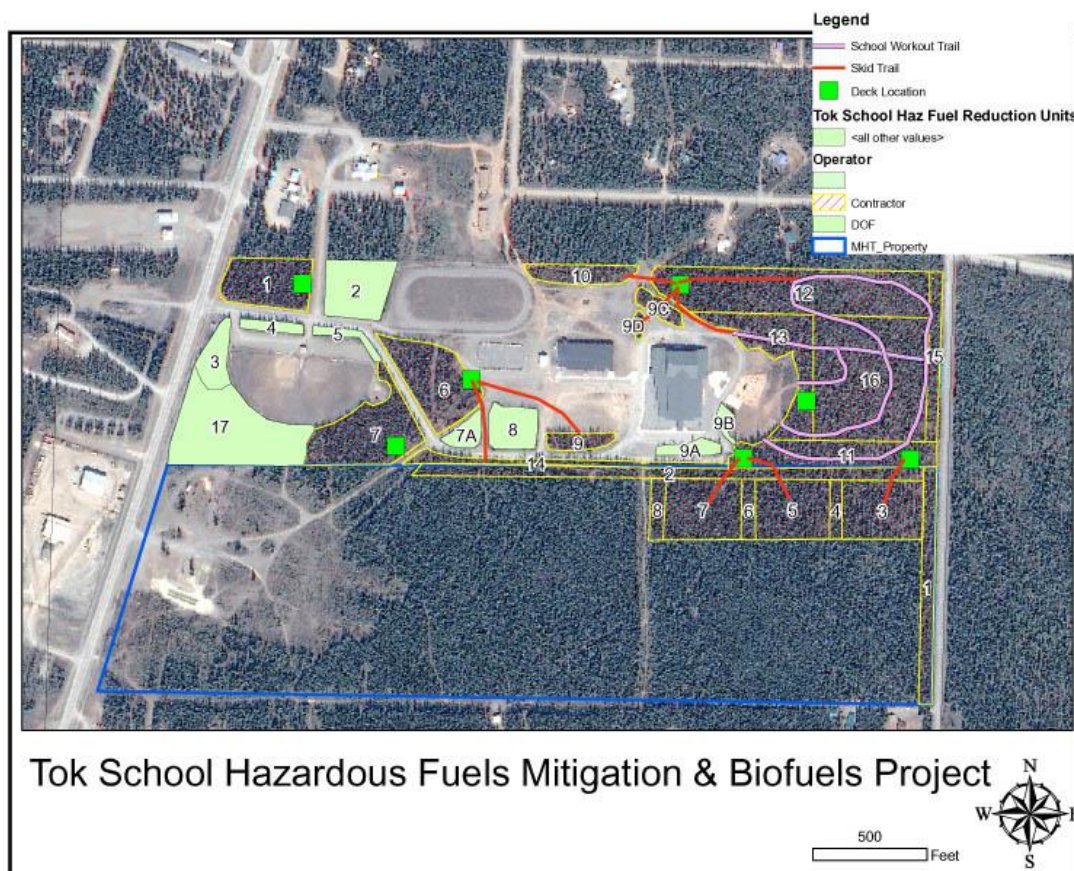 Legend
School Workout Trail
Skid Trail
Deck Location
Tok School Haz Fuel Reduction Units
<all other values>
Operator
Contractor
DOF
MHT_Property
1
2
10
12
9C
9D
4
5
13
15
3
6
16
17
7
7A
8
9
9B
9A
11
14
2
8
7
6
5
4
3
1
Tok School Hazardous Fuels Mitigation & Biofuels Project
N
W
E
S
500
Feet